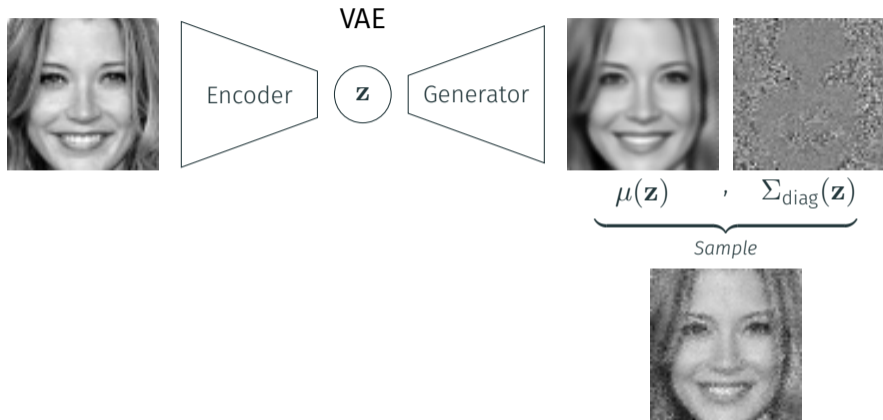 VAE
Encoder
z
Generator
μ(z) , Σdiag(z)
Sample